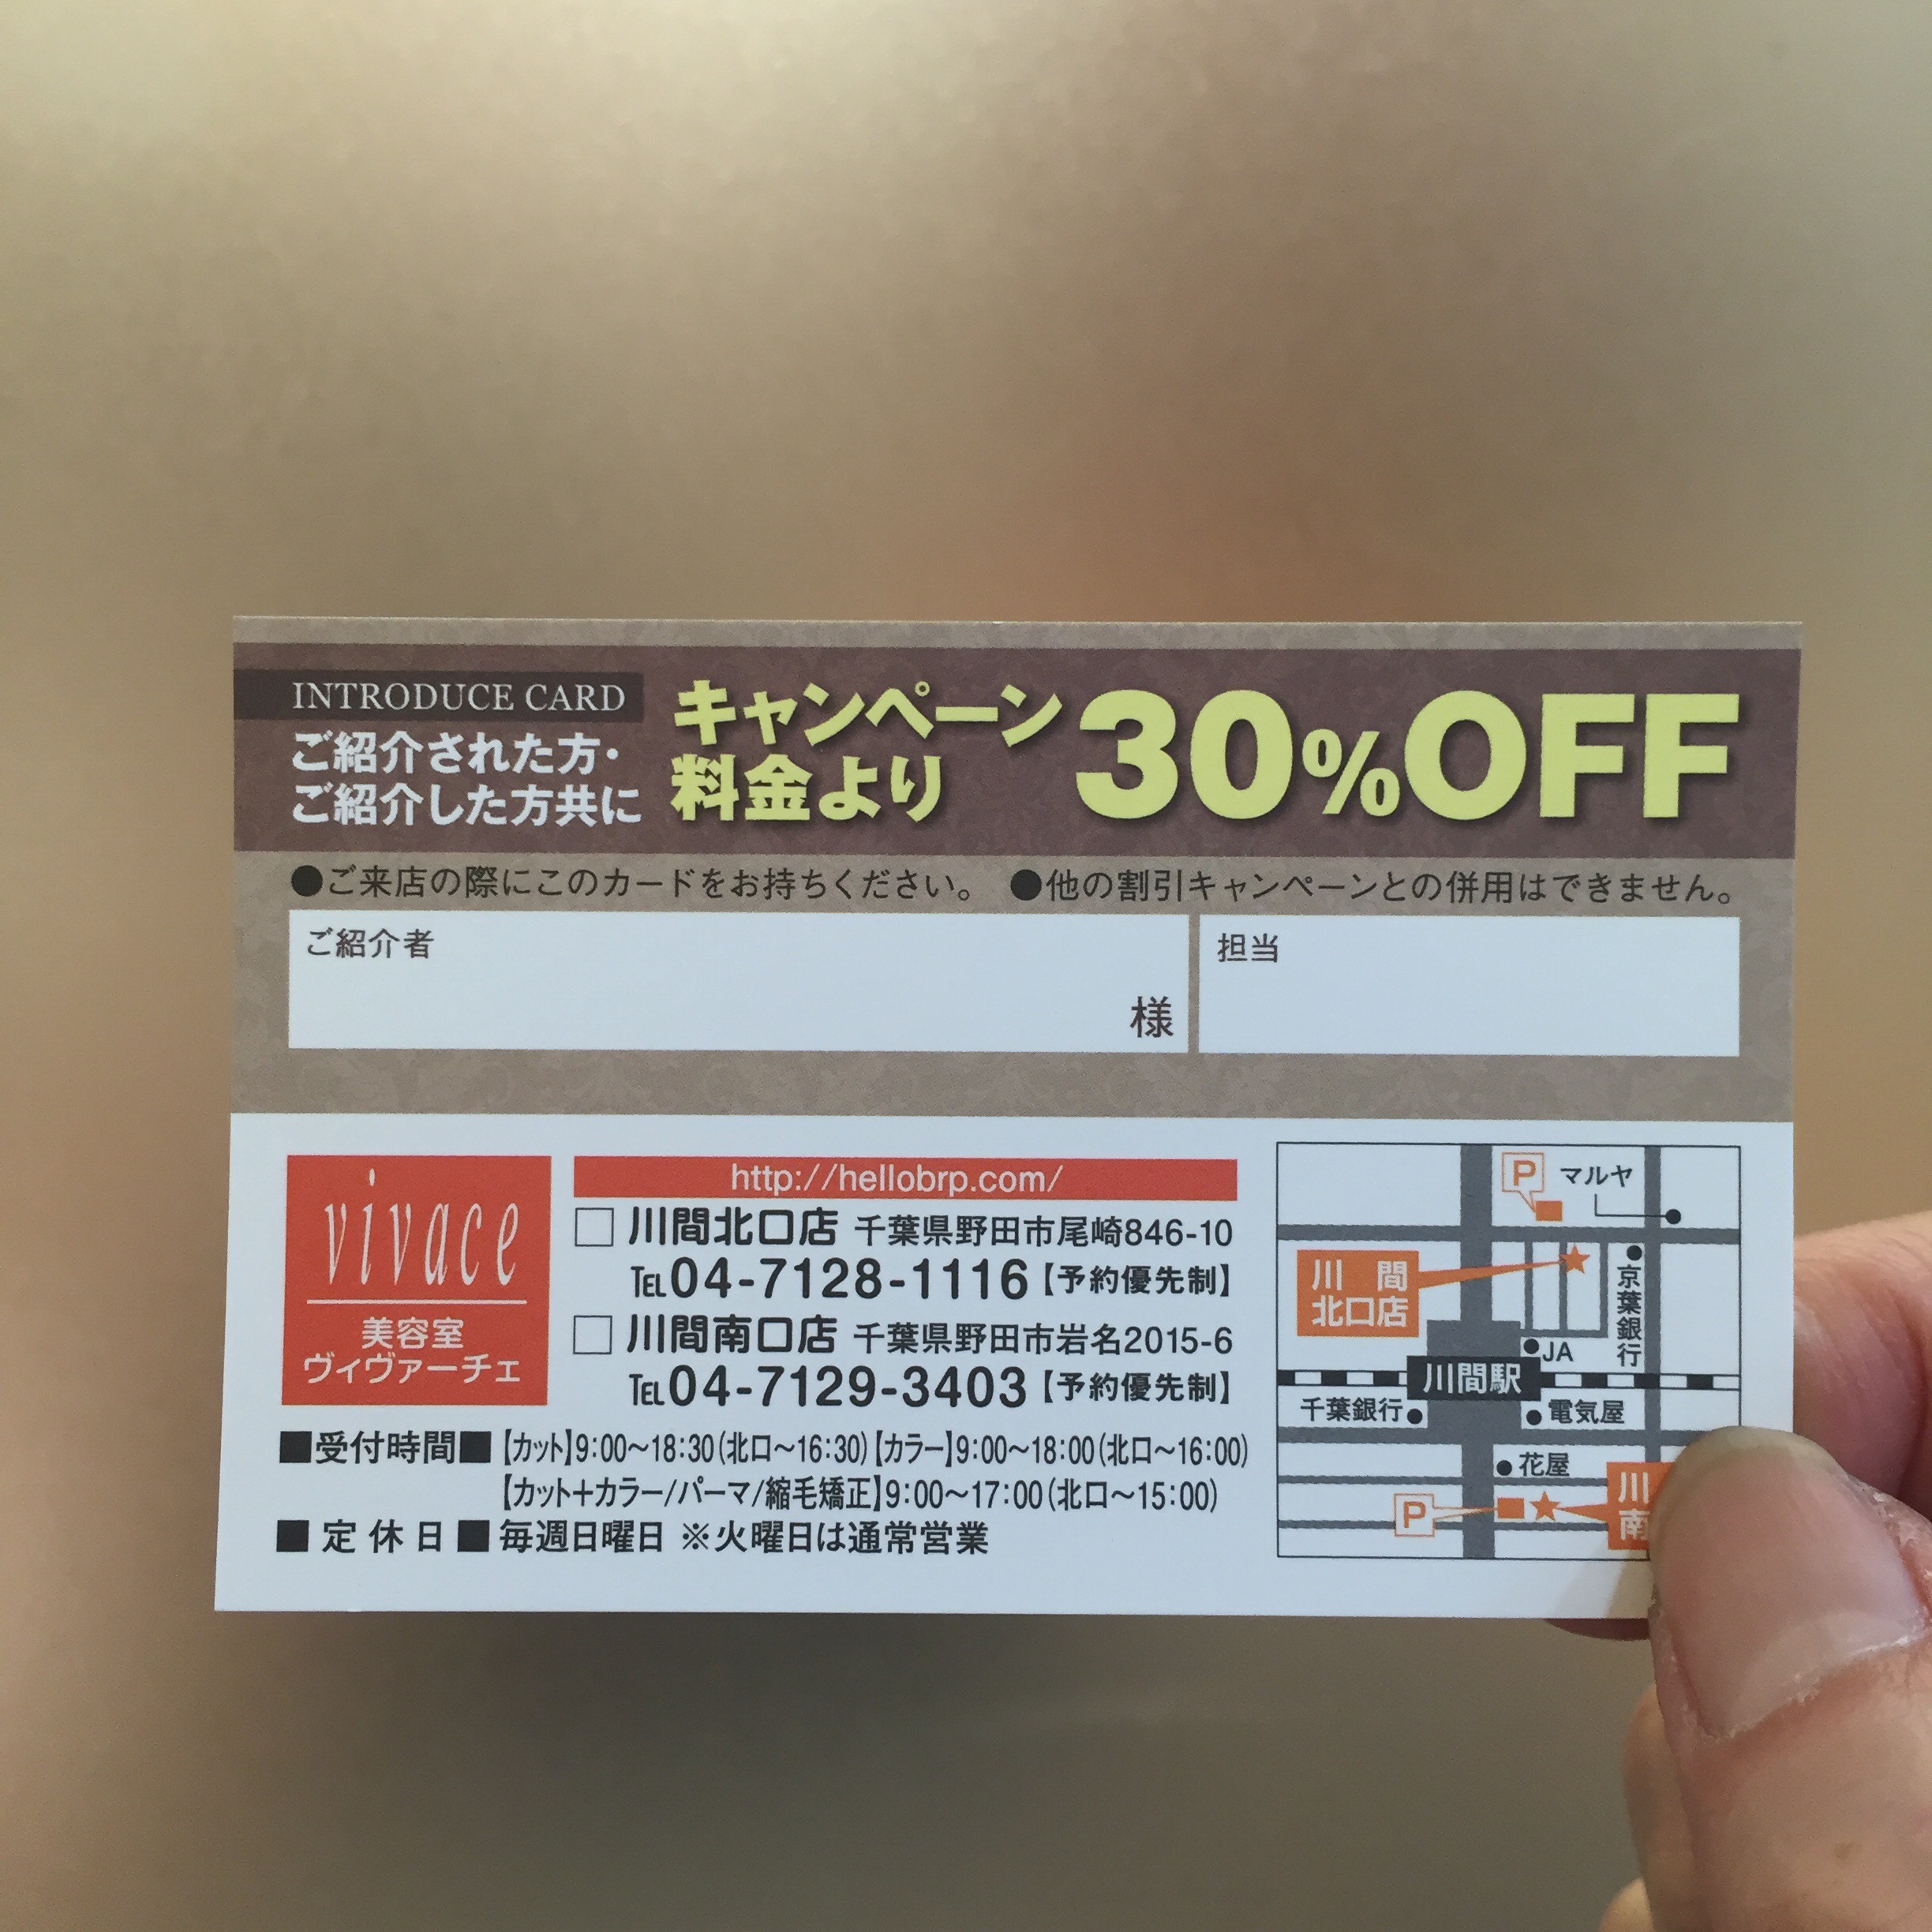 INTRODUCE CARD
ご紹介された方・
ご紹介した方共に
キャンペーン
料金より
30%OFF
●ご来店の際にこのカードをお持ちください。 ●他の割引キャンペーンとの併用はできません。
ご紹介者
様
担当
vivace
美容室
ヴィヴァーチェ
http://hellobrp.com/
□ 川間北口店 千葉県野田市尾崎846-10
TEL04-7128-1116【予約優先制】
□ 川間南口店 千葉県野田市岩名2015-6
TEL04-7129-3403【予約優先制】
■受付時間■【カット】9:00〜18:30(北口〜16:30)【カラー】9:00〜18:00(北口〜16:00)
【カット+カラー/パーマ/縮毛矯正】9:00〜17:00(北口〜15:00)
■定休日■毎週日曜日 ※火曜日は通常営業
P
マルヤ
川間
北口店
京葉銀行
JA
川間駅
千葉銀行
電気屋
花屋
P
川
南